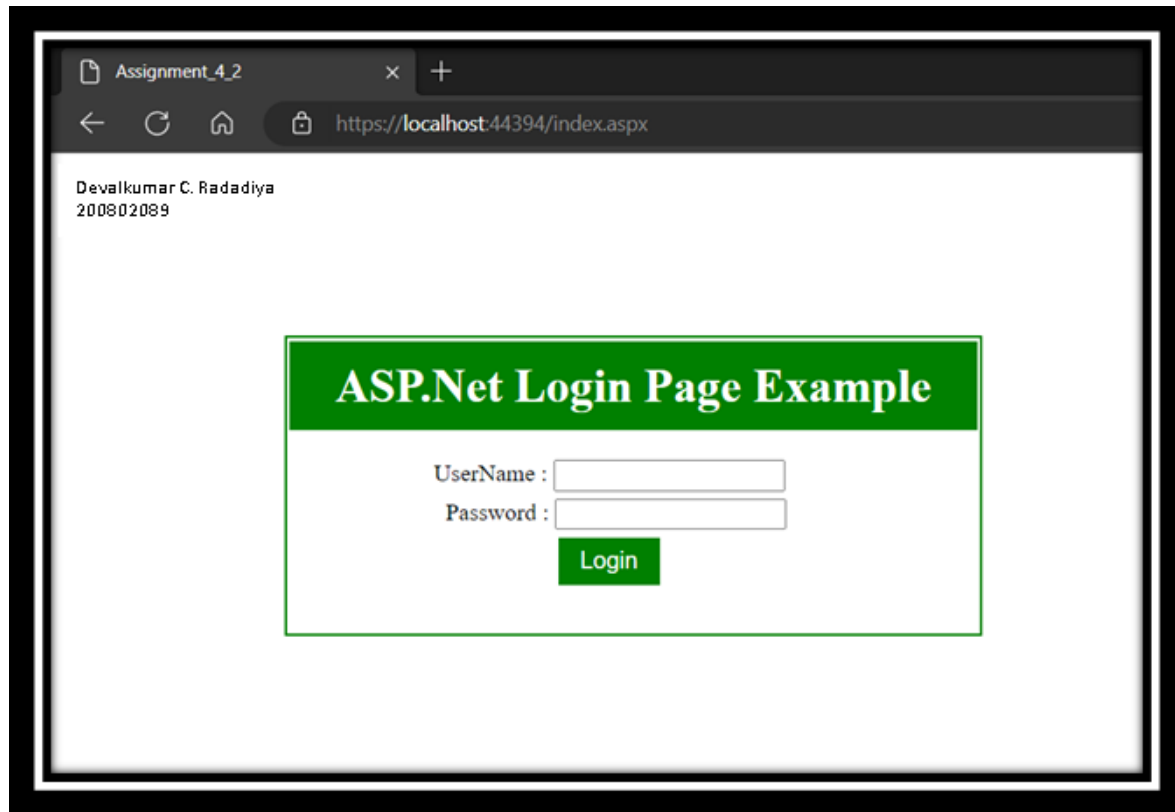 Assignment_4_2
https://localhost:44394/index.aspx
Devalkumar C. Radadiya
200802089
ASP.Net Login Page Example
UserName :
Password :
Login